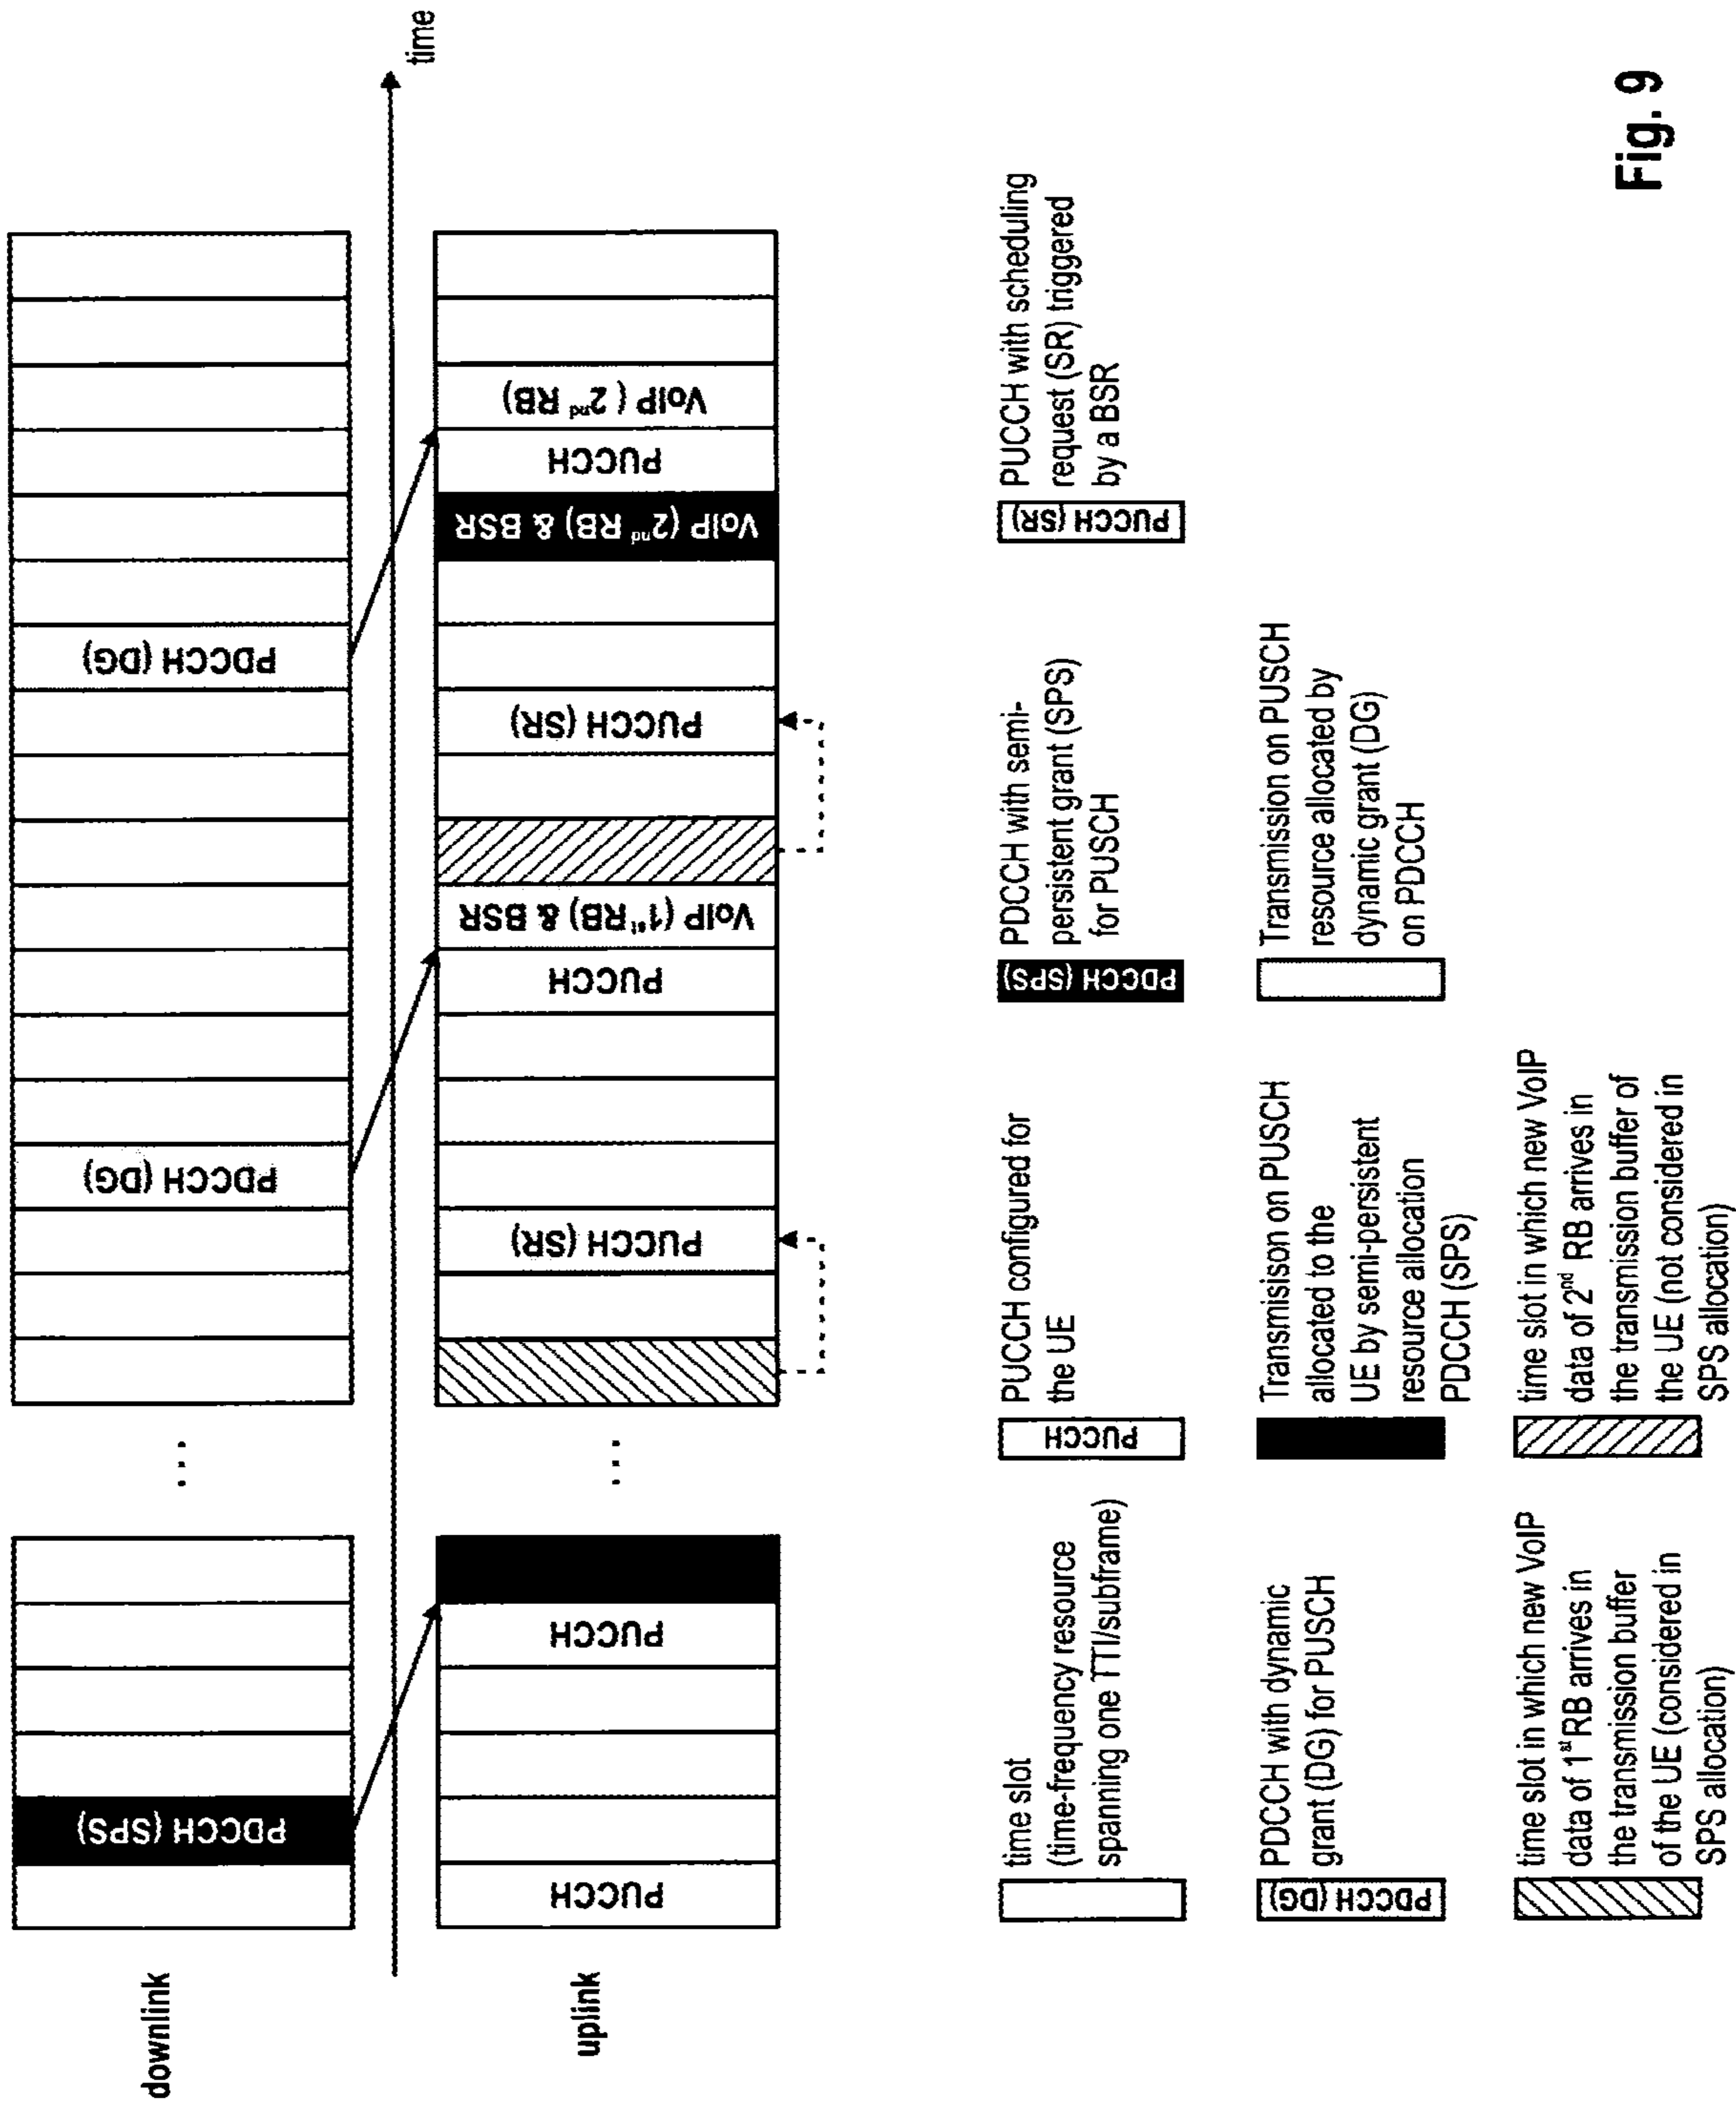 downlink
PDCCH (SPS)
...
PDCCH (DG)
PDCCH (DG)
time
uplink
PUCCH
PUCCH
...
PUCCH (SR)
PUCCH
VoIP (1st RB) & BSR
PUCCH (SR)
VoIP (2nd RB) & BSR
PUCCH
VoIP (2nd RB)
time slot
(time-frequency resource
spanning one TTI/subframe)
PUCCH
PUCCH configured for
the UE
PDCCH (SPS)
PDCCH with semi-
persistent grant (SPS)
for PUSCH
PUCCH (SR)
PUCCH with scheduling
request (SR) triggered
by a BSR
PDCCH (DG)
PDCCH with dynamic
grant (DG) for PUSCH
Transmisison on PUSCH
allocated to the
UE by semi-persistent
resource allocation
PDCCH (SPS)
Transmission on PUSCH
resource allocated by
dynamic grant (DG)
on PDCCH
time slot in which new VoIP
data of 1st RB arrives in
the transmission buffer
of the UE (considered in
SPS allocation)
time slot in which new VoIP
data of 2nd RB arrives in
the transmission buffer of
the UE (not considered in
SPS allocation)
Fig. 9